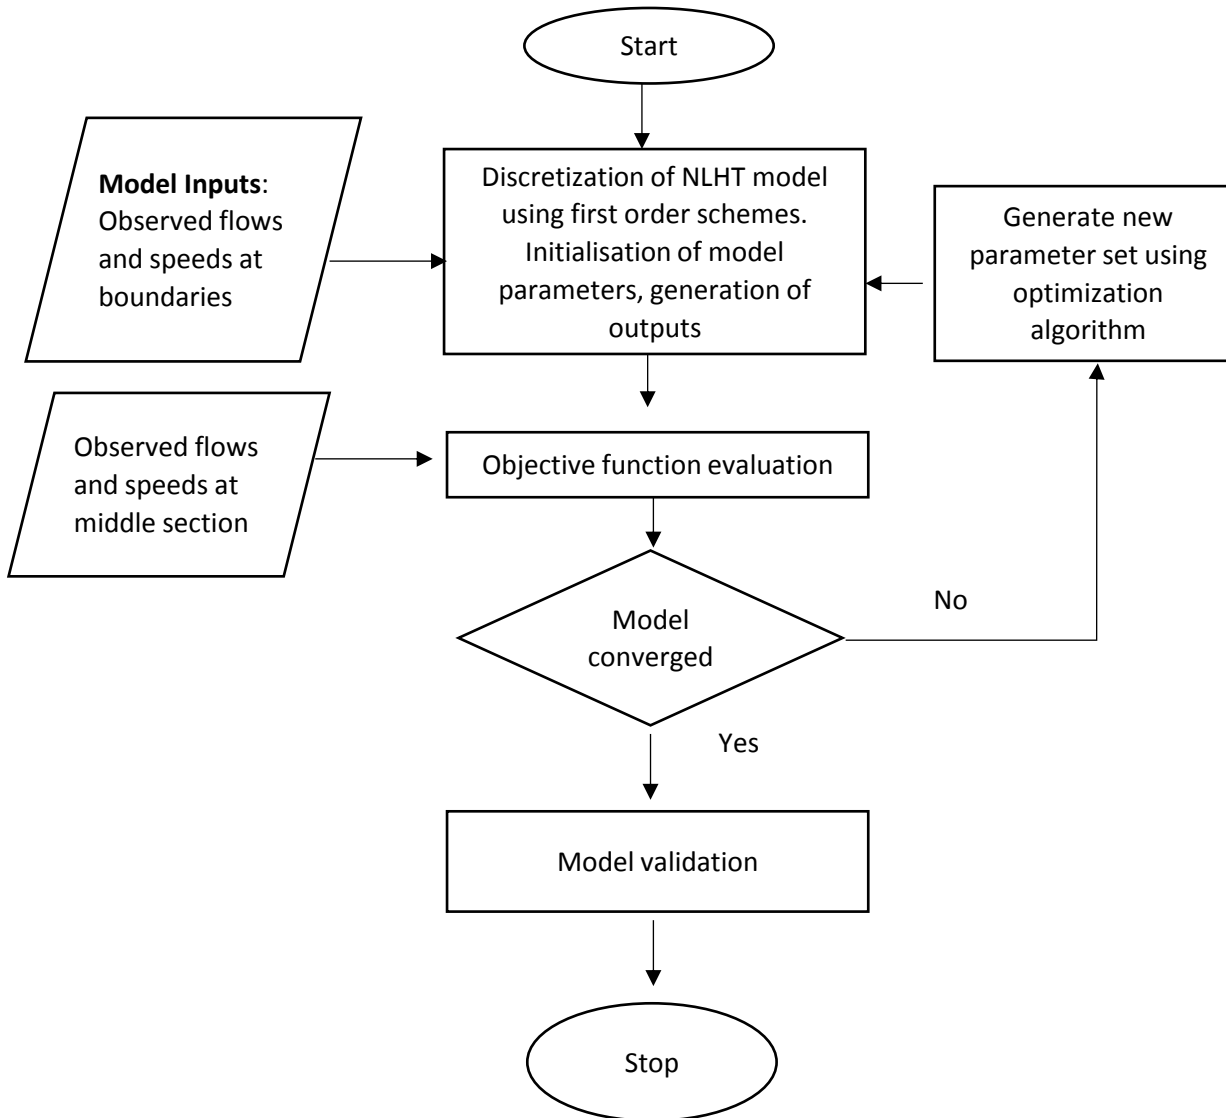 Start
Model Inputs:
Observed flows
and speeds at
boundaries
Discretization of NLHT model
using first order schemes.
Initialisation of model
parameters, generation of
outputs
Generate new
parameter set using
optimization
algorithm
Observed flows
and speeds at
middle section
Objective function evaluation
Model
converged
No
Yes
Model validation
Stop